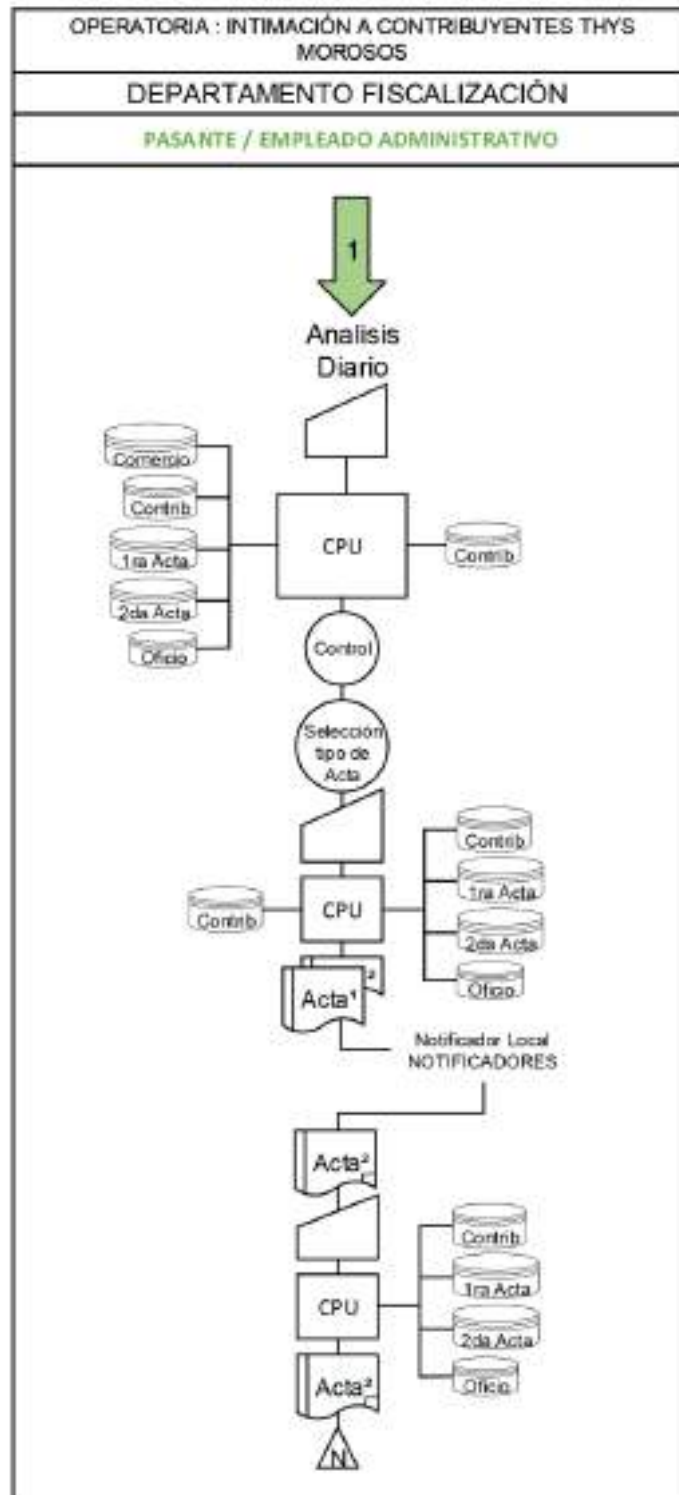 OPERATORIA : INTIMACIÓN A CONTRIBUYENTES THYS
MOROSOS
DEPARTAMENTO FISCALIZACIÓN
PASANTE / EMPLEADO ADMINISTRATIVO
1
Analisis
Diario
Comercio
Contrib
1ra Acta
2da Acta
Oficio
CPU
Contrib
Control
Selección
tipo de
Acta
Contrib
CPU
Contrib
1ra Acta
2da Acta
Oficio
Acta¹
²
Notificador Local
NOTIFICADORES
Acta²
CPU
Contrib
1ra Acta
2da Acta
Oficio
Acta²
N